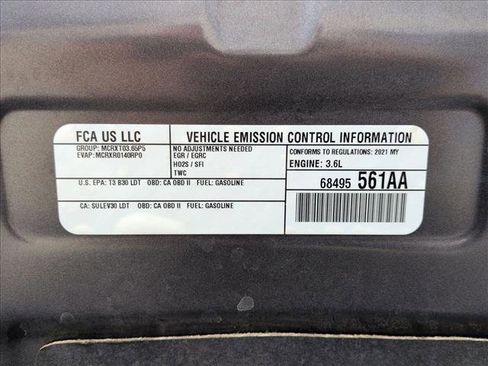 FCA US LLC
VEHICLE EMISSION CONTROL INFORMATION
GROUP: MCRXT03.65P5
EVAP: MCRXR0140RP0
NO ADJUSTMENTS NEEDED
EGR / EGRC
HO2S / SFI
TWC
CONFORMS TO REGULATIONS: 2021 MY
ENGINE: 3.6L
68495 561AA
U.S. EPA: T3 B30 LDT OBD: CA OBD II FUEL: GASOLINE
CA: SULEV30 LDT OBD: CA OBD II FUEL: GASOLINE